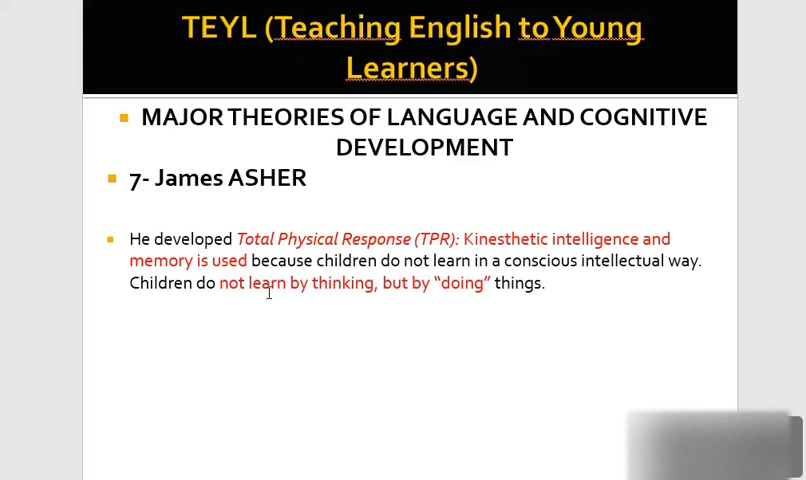 TEYL (Teaching English to Young
Learners)
MAJOR THEORIES OF LANGUAGE AND COGNITIVE
DEVELOPMENT
7- James ASHER
He developed Total Physical Response (TPR): Kinesthetic intelligence and
memory is used because children do not learn in a conscious intellectual way.
Children do not learn by thinking, but by “doing” things.